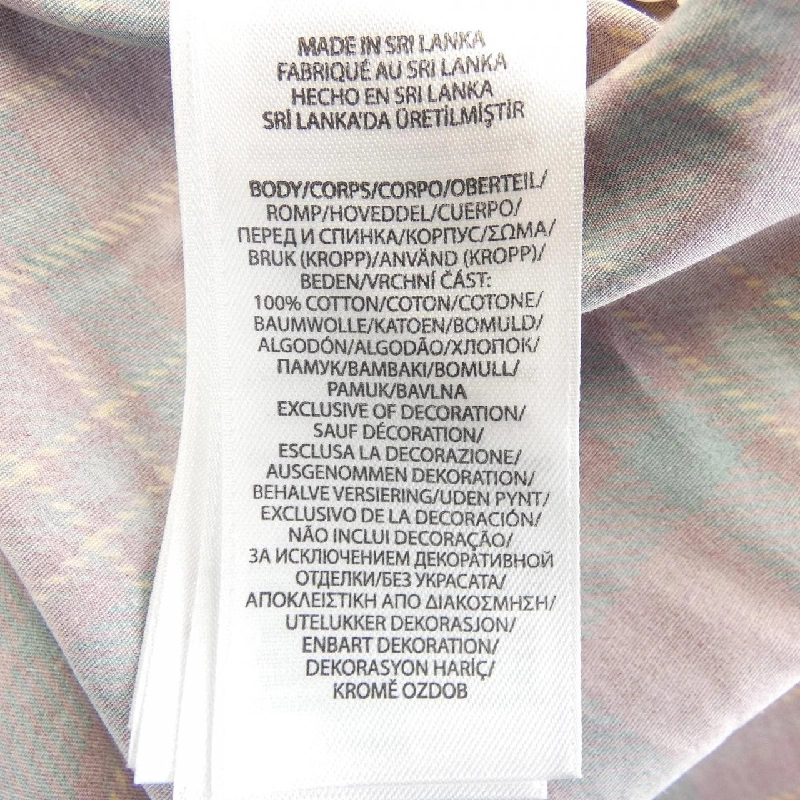 MADE IN SRI LANKA
FABRIQUÉ AU SRI LANKA
HECHO EN SRI LANKA
SRİ LANKA'DA ÜRETİLMİŞTİR
BODY/CORPS/CORPO/OBERTEIL/
ROMP/HOVEDDEL/CUERPO/
ПЕРЕД И СПИНКА/КОРПУС/ΣΩΜΑ/
BRUK (KROPP)/ANVÄND (KROPP)/
BEDEN/VRCHNÍ ČÁST:
100% COTTON/COTON/COTONE/
BAUMWOLLE/KATOEN/BOMULD/
ALGODÓN/ALGODÃO/ХЛОПОК/
ПАМУК/ΒΑΜΒΑΚΙ/BOMULL/
PAMUK/BAVLNA
EXCLUSIVE OF DECORATION/
SAUF DÉCORATION/
ESCLUSA LA DECORAZIONE/
AUSGENOMMEN DEKORATION/
BEHALVE VERSIERING/UDEN PYNT/
EXCLUSIVO DE LA DECORACIÓN/
NÃO INCLUI DECORAÇÃO/
ЗА ИСКЛЮЧЕНИЕМ ДЕКОРАТИВНОЙ
ОТДЕЛКИ/БЕЗ УКРАСАТА/
ΑΠΟΚΛΕΙΣΤΙΚΗ ΑΠΟ ΔΙΑΚΟΣΜΗΣΗ/
UTELUKKER DEKORASJON/
ENBART DEKORATION/
DEKORASYON HARİÇ/
KROMĚ OZDOB